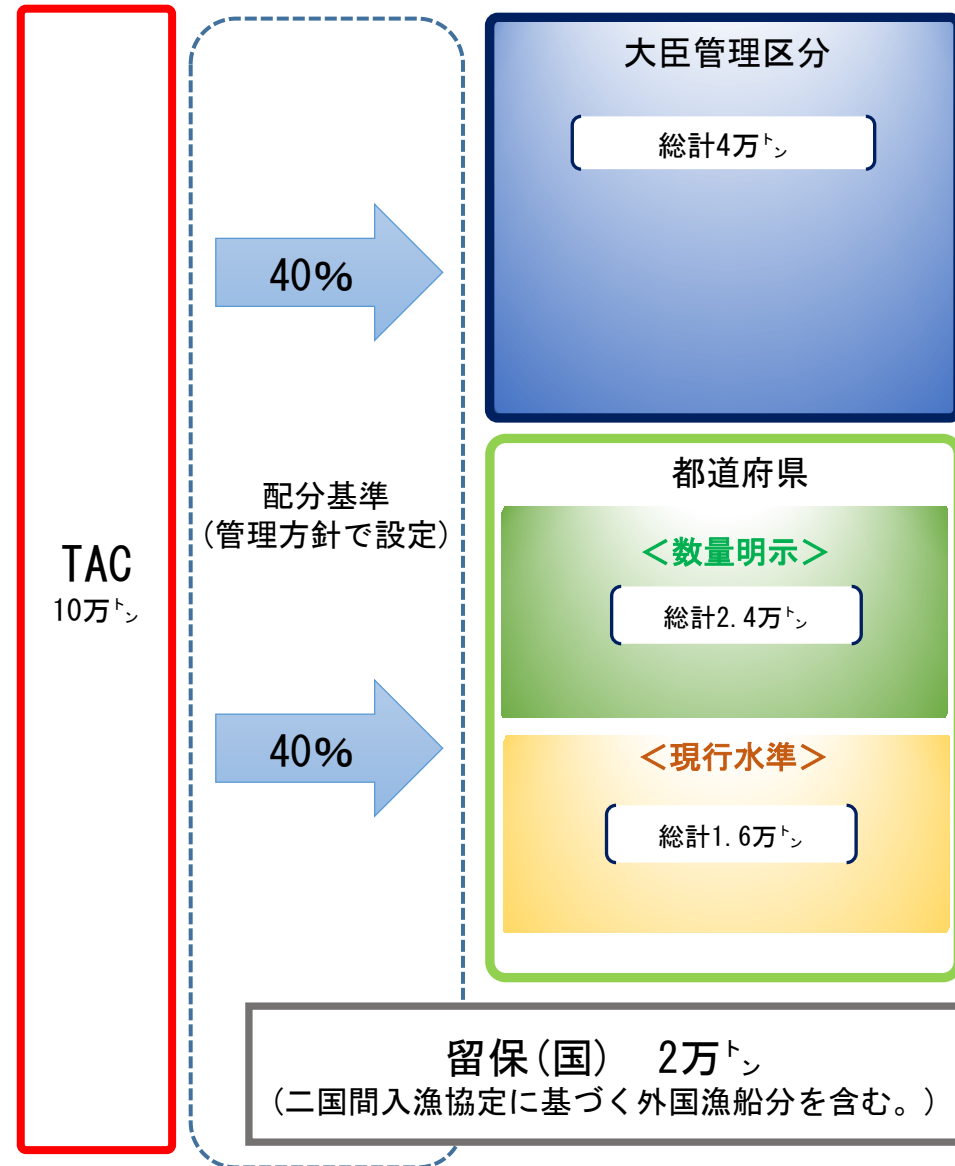 TAC
10万トン
配分基準
(管理方針で設定)
40%
40%
大臣管理区分
総計4万トン
都道府県
<数量明示>
総計2.4万トン
<現行水準>
総計1.6万トン
留保(国)　2万トン
(二国間入漁協定に基づく外国漁船分を含む。)